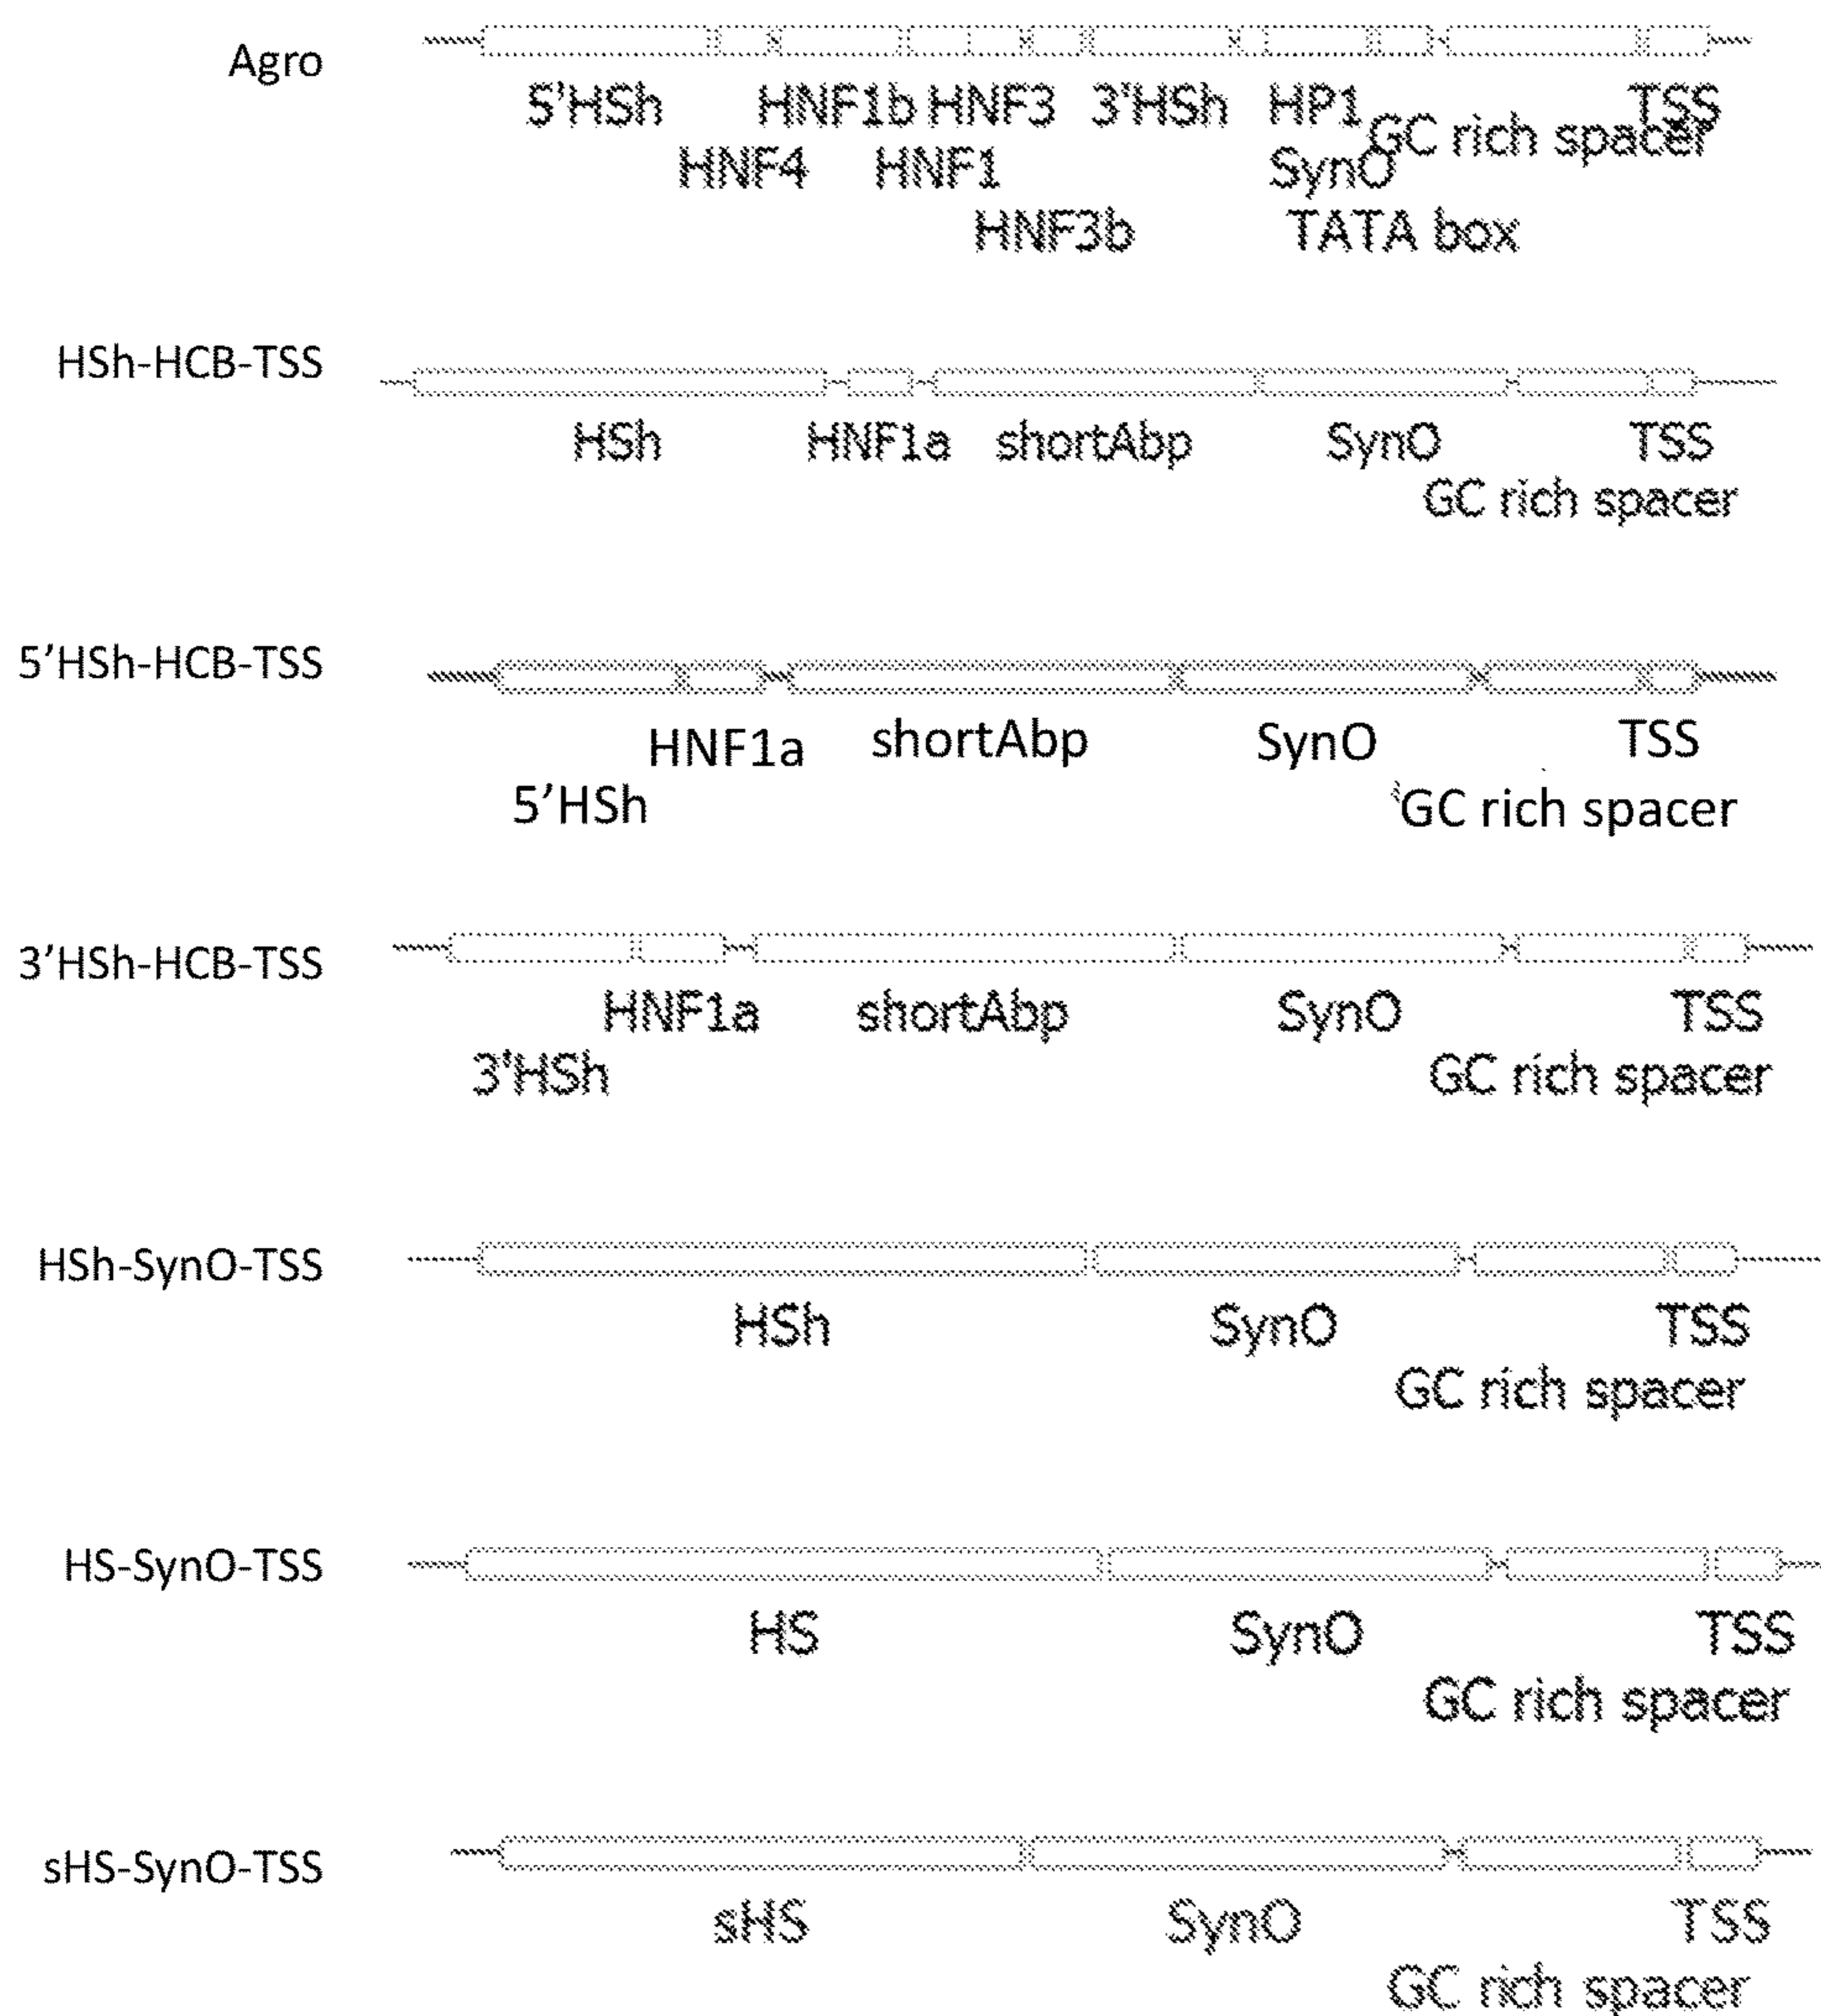 Agro
5'HSh HNF1b HNF3 3'HSh HP1 TSS
GC rich spacer
HNF4 HNF1 SynO
HNF3b TATA box
HSh-HCB-TSS
HSh HNF1a shortAbp SynO TSS
GC rich spacer
5'HSh-HCB-TSS
HNF1a shortAbp SynO TSS
5'HSh GC rich spacer
3'HSh-HCB-TSS
HNF1a shortAbp SynO TSS
3'HSh GC rich spacer
HSh-SynO-TSS
HSh SynO TSS
GC rich spacer
HS-SynO-TSS
HS SynO TSS
GC rich spacer
sHS-SynO-TSS
sHS SynO TSS
GC rich spacer